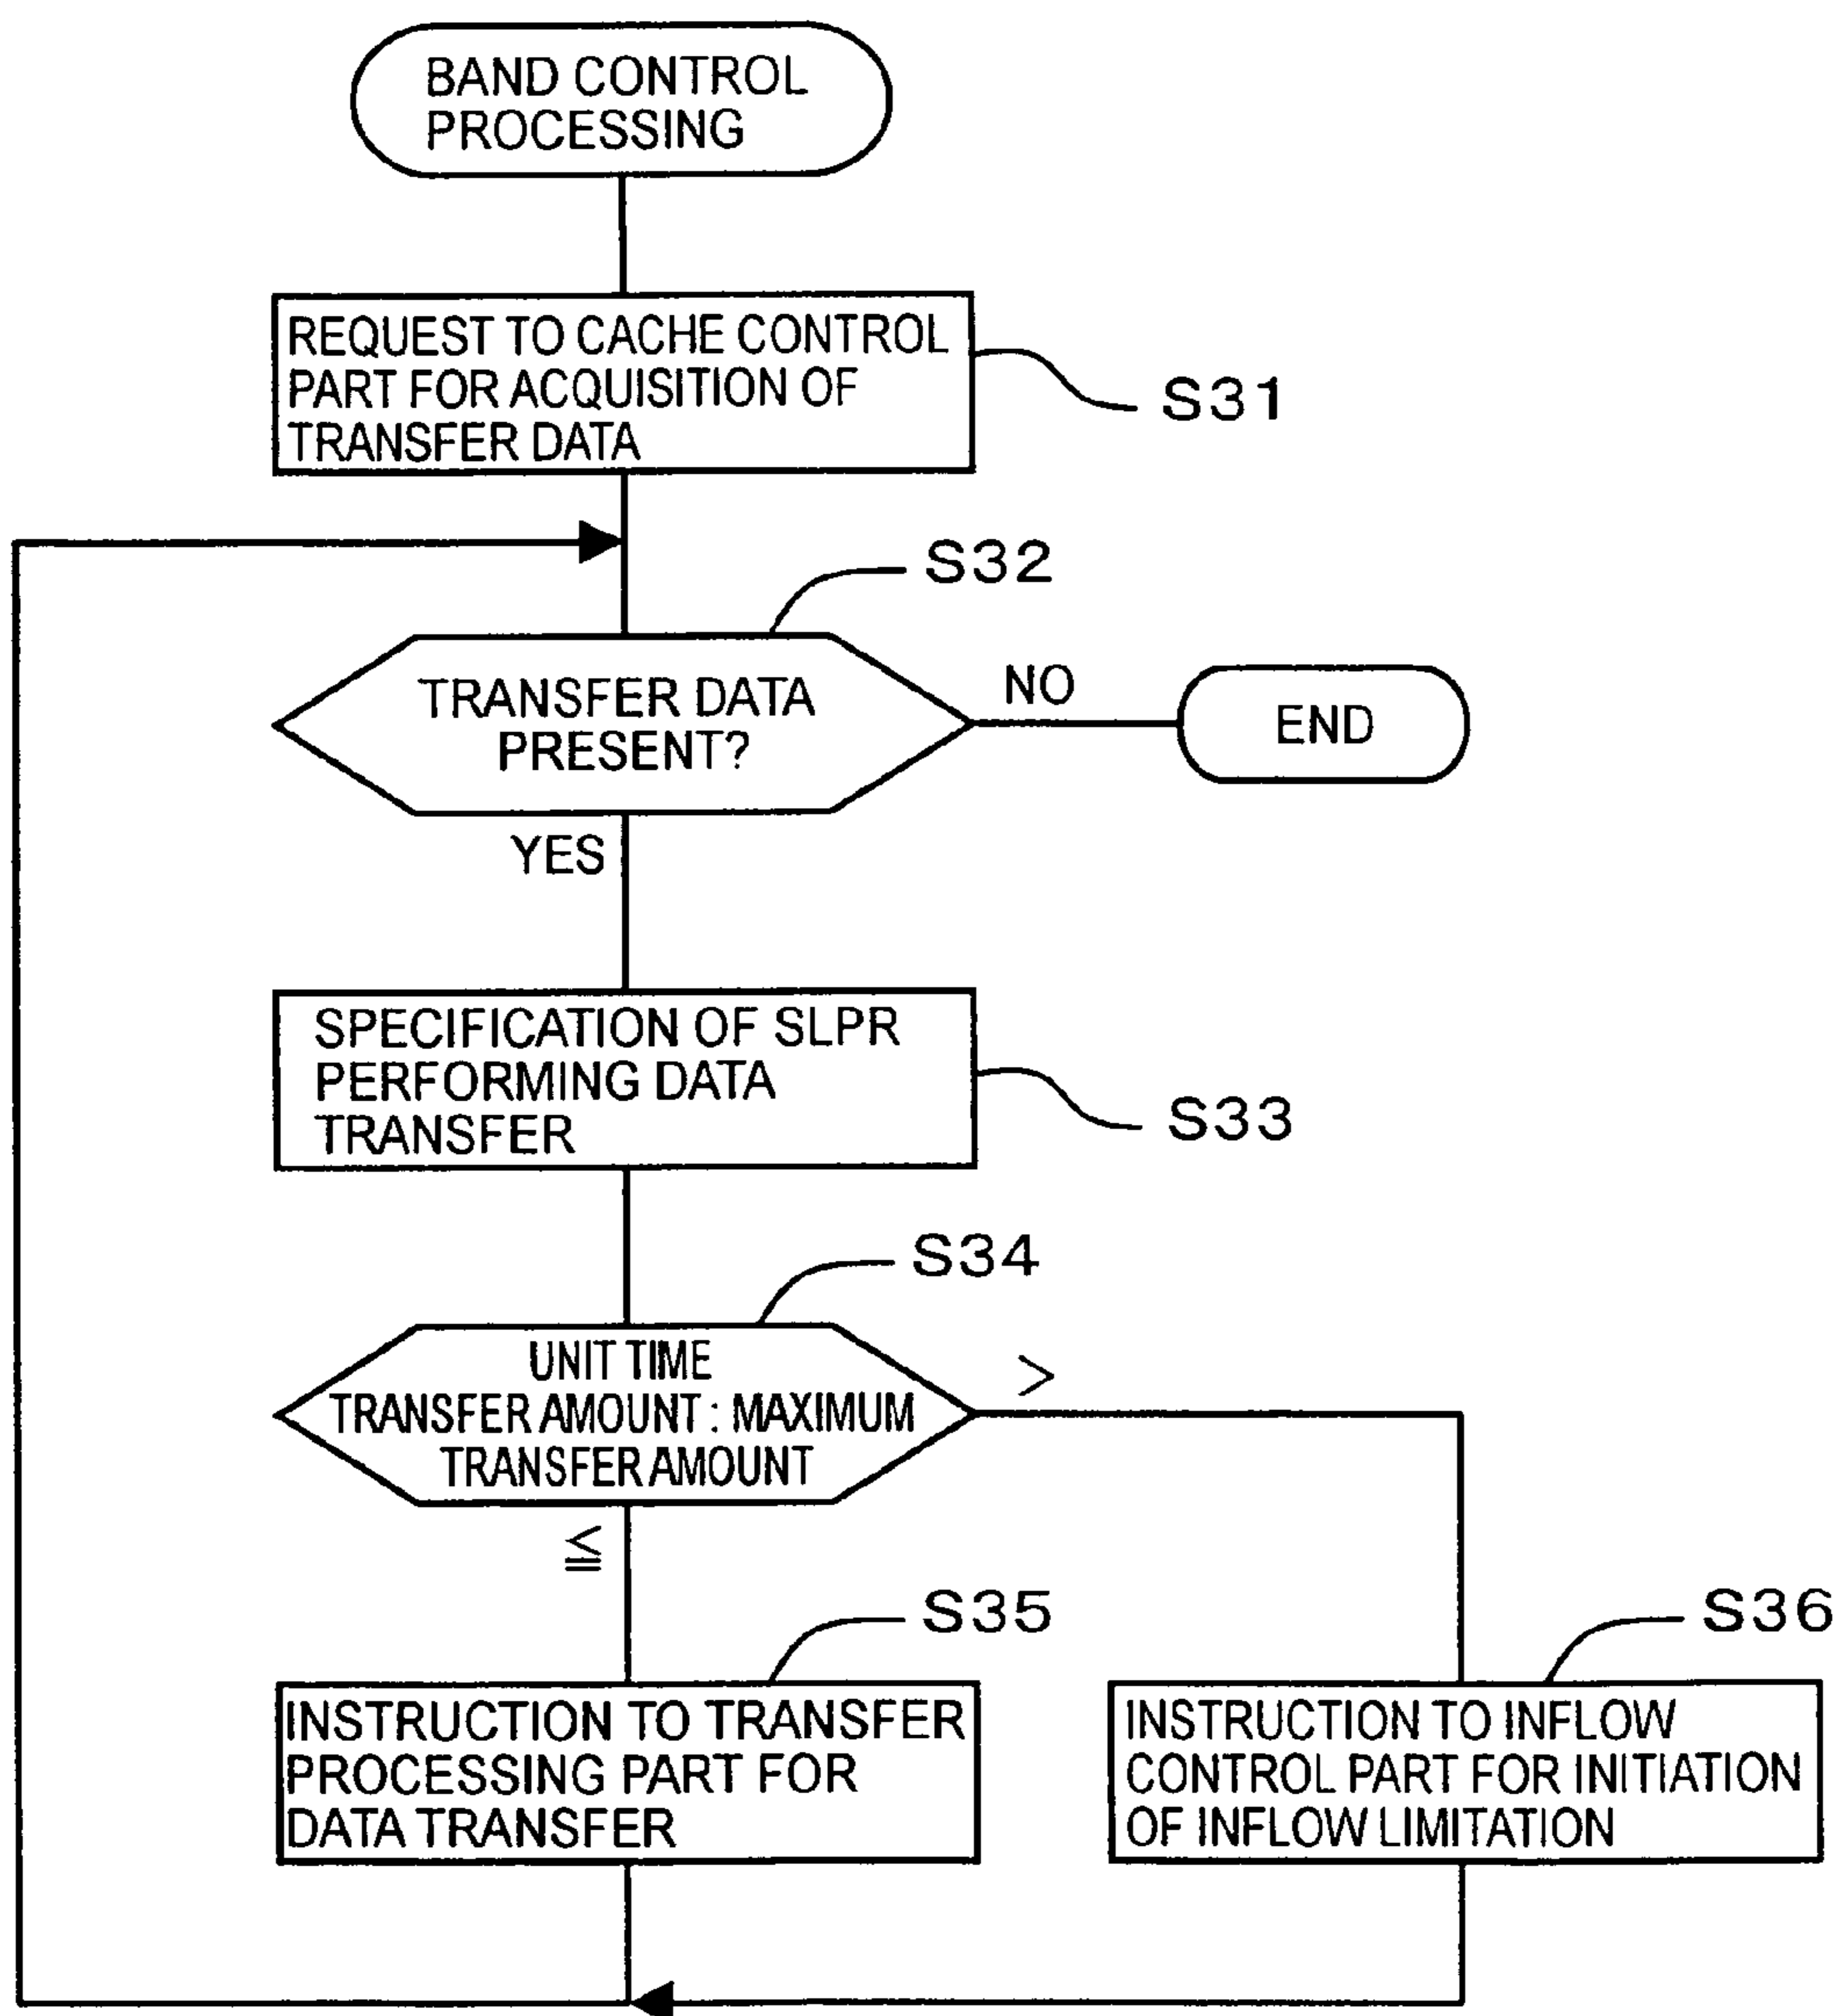 BAND CONTROL
PROCESSING
REQUEST TO CACHE CONTROL
PART FOR ACQUISITION OF
TRANSFER DATA
S31
S32
TRANSFER DATA
PRESENT?
NO
END
YES
SPECIFICATION OF SLPR
PERFORMING DATA
TRANSFER
S33
S34
UNIT TIME
TRANSFER AMOUNT : MAXIMUM
TRANSFER AMOUNT
>
≦
S35
INSTRUCTION TO TRANSFER
PROCESSING PART FOR
DATA TRANSFER
S36
INSTRUCTION TO INFLOW
CONTROL PART FOR INITIATION
OF INFLOW LIMITATION